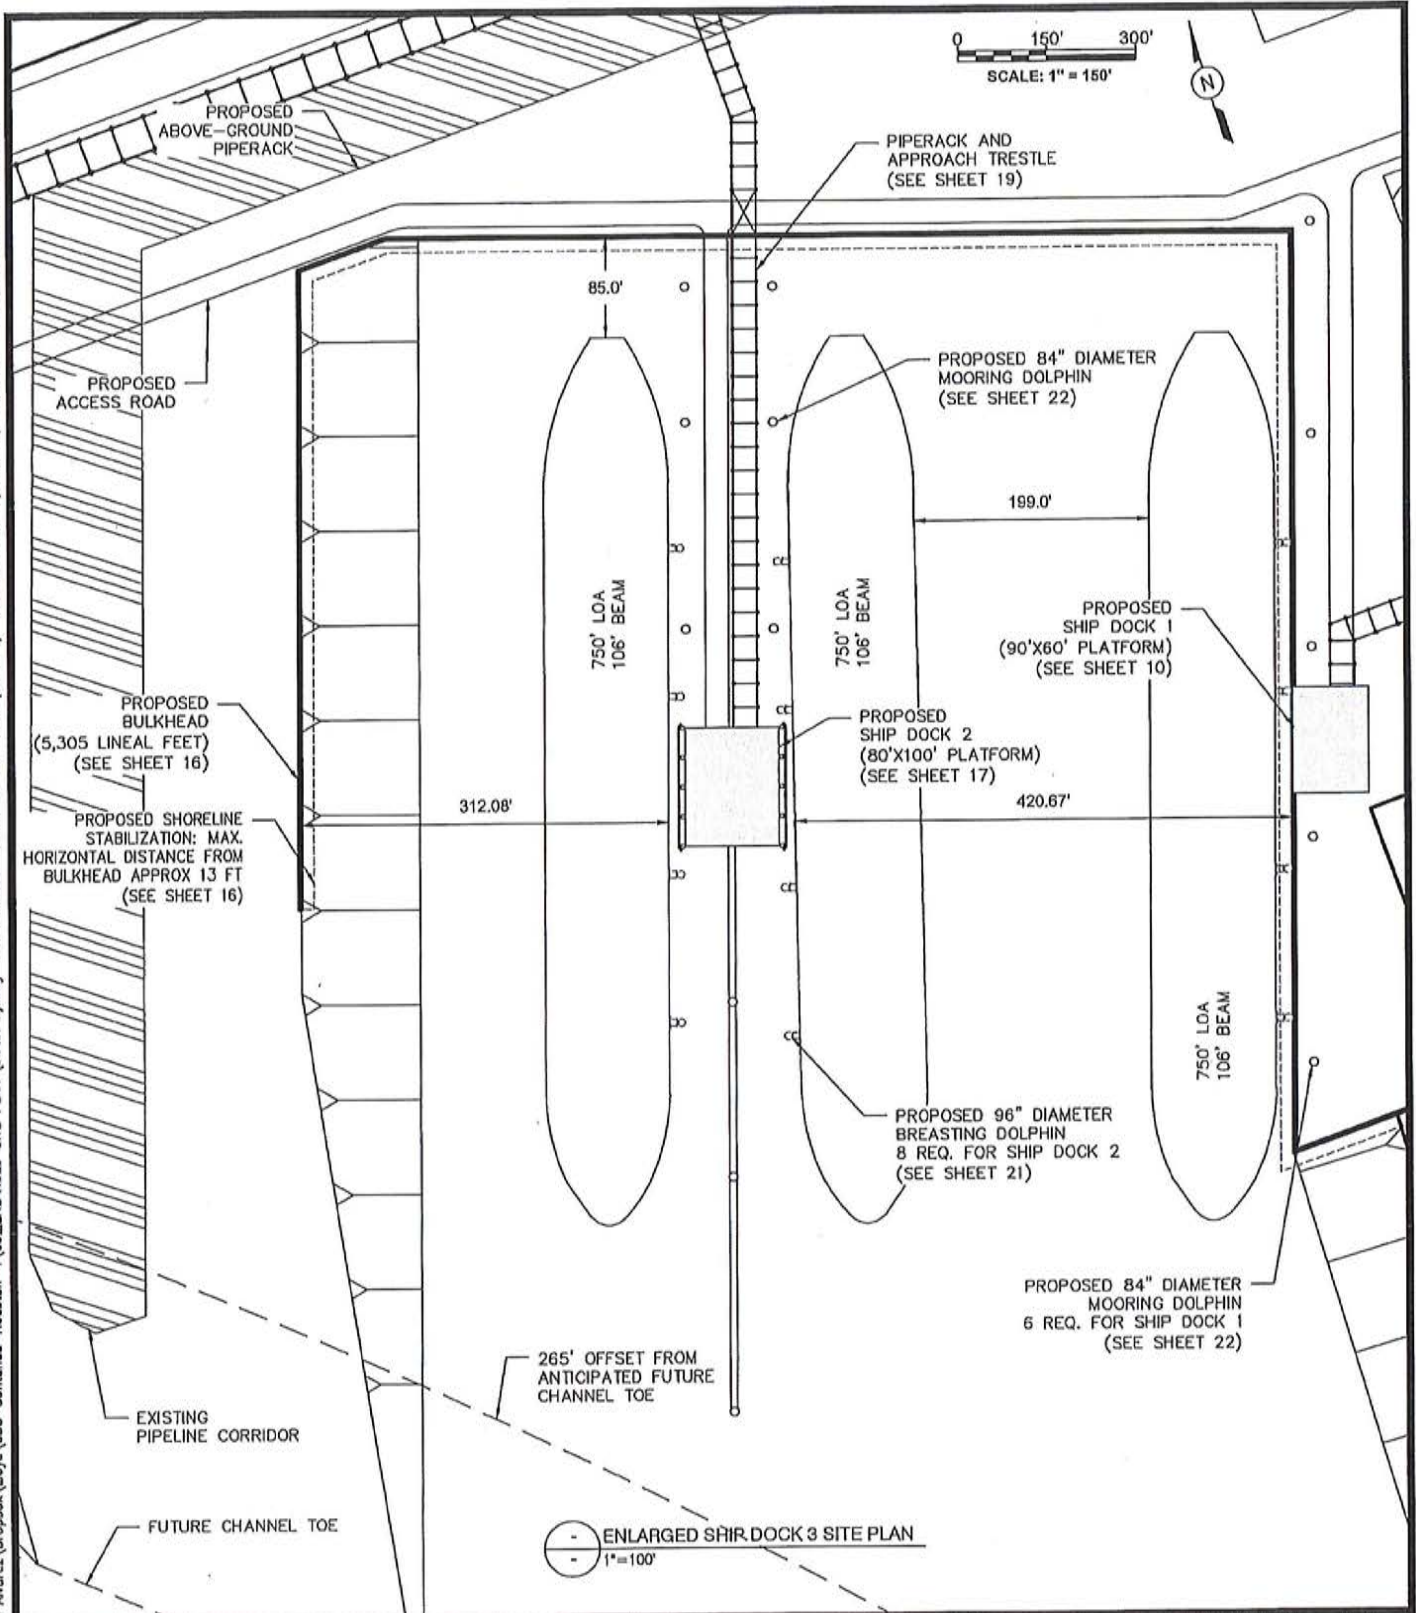 0 150' 300'
SCALE: 1" = 150'
N
PROPOSED
ABOVE-GROUND
PIPERACK
PIPERACK AND
APPROACH TRESTLE
(SEE SHEET 19)
85.0'
PROPOSED
ACCESS ROAD
PROPOSED 84" DIAMETER
MOORING DOLPHIN
(SEE SHEET 22)
199.0'
750' LOA
106' BEAM
750' LOA
106' BEAM
PROPOSED
SHIP DOCK 1
(90'X60' PLATFORM)
(SEE SHEET 10)
PROPOSED
BULKHEAD
(5,305 LINEAL FEET)
(SEE SHEET 16)
PROPOSED
SHIP DOCK 2
(80'X100' PLATFORM)
(SEE SHEET 17)
312.08'
420.67'
PROPOSED SHORELINE
STABILIZATION: MAX.
HORIZONTAL DISTANCE FROM
BULKHEAD APPROX 13 FT
(SEE SHEET 16)
750' LOA
106' BEAM
PROPOSED 96" DIAMETER
BREASTING DOLPHIN
8 REQ. FOR SHIP DOCK 2
(SEE SHEET 21)
PROPOSED 84" DIAMETER
MOORING DOLPHIN
6 REQ. FOR SHIP DOCK 1
(SEE SHEET 22)
265' OFFSET FROM
ANTICIPATED FUTURE
CHANNEL TOE
EXISTING
PIPELINE CORRIDOR
FUTURE CHANNEL TOE
- ENLARGED SHIP DOCK 3 SITE PLAN
- 1"=100'